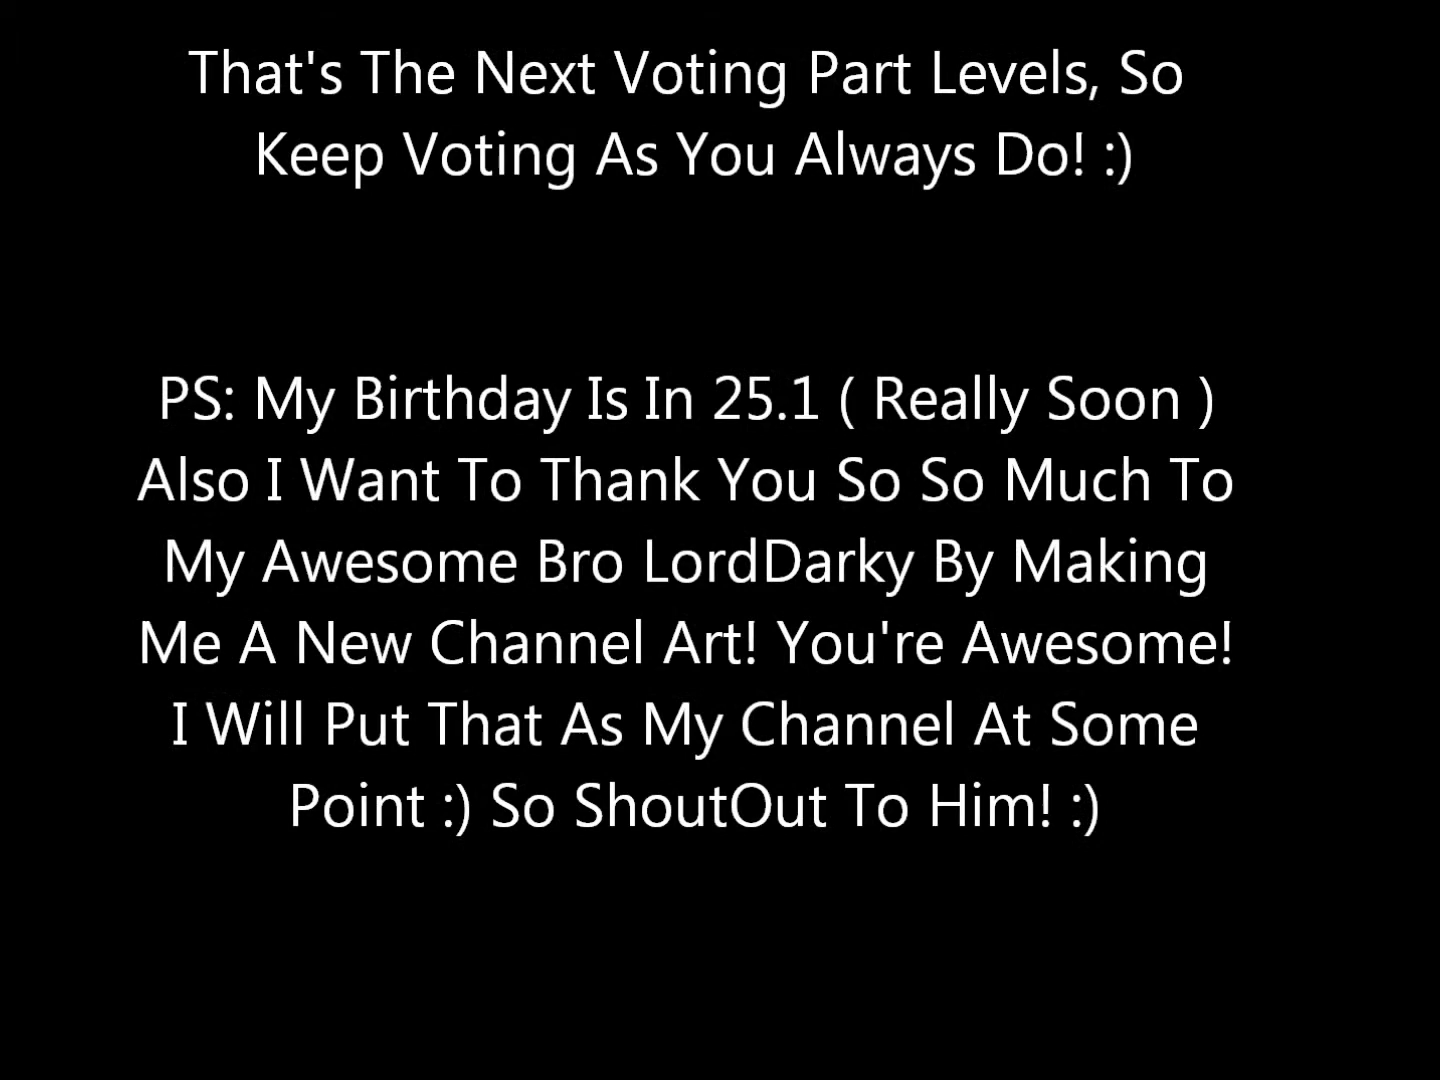 That's The Next Voting Part Levels, So
Keep Voting As You Always Do! :)
PS: My Birthday Is In 25.1 ( Really Soon )
Also I Want To Thank You So So Much To
My Awesome Bro LordDarky By Making
Me A New Channel Art! You're Awesome!
I Will Put That As My Channel At Some
Point :) So ShoutOut To Him! :)